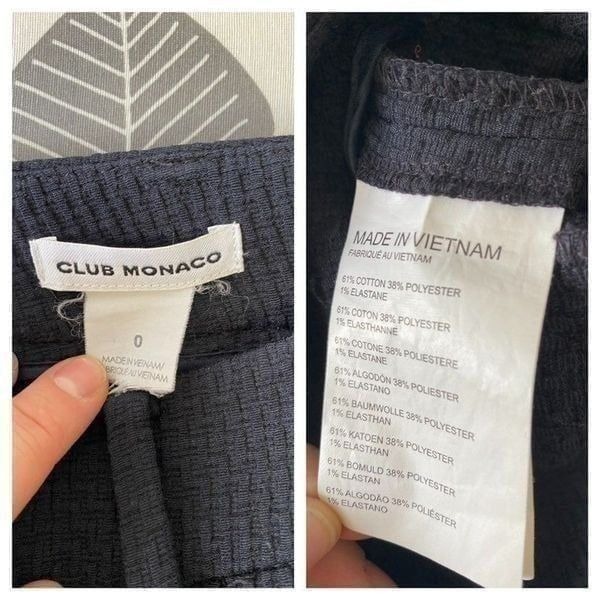 CLUB MONACO
0
MADE IN VIETNAM/
FABRIQUÉ AU VIETNAM
MADE IN VIETNAM
FABRIQUÉ AU VIETNAM
61% COTTON 38% POLYESTER
1% ELASTANE
61% COTON 38% POLYESTER
1% ELASTHANNE
61% COTONE 38% POLIESTERE
1% ELASTANE
61% ALGODÓN 38% POLIESTER
1% ELASTANO
61% BAUMWOLLE 38% POLYESTER
1% ELASTHAN
61% KATOEN 38% POLYESTER
1% ELASTHAN
61% BOMULD 38% POLYESTER
1% ELASTAN
61% ALGODÃO 38% POLIÉSTER
1% ELASTANO